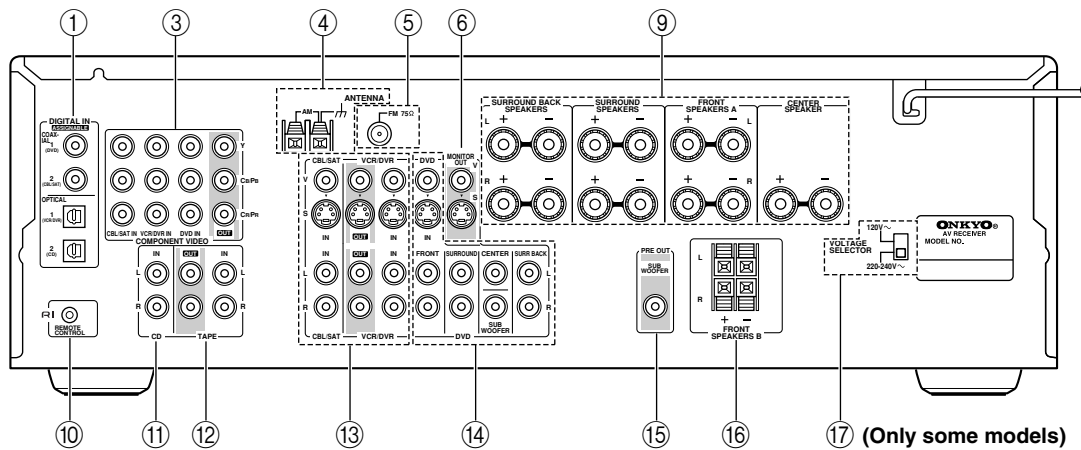 ① ③ ④ ⑤ ⑥ ⑨
ANTENNA
AM
FM 75Ω
DIGITAL IN
ASSIGNABLE
COAX-
IAL
1
(DVD)
2
(CBL/SAT)
OPTICAL
1
(VCR/DVR)
2
(CD)
Y
CB/PB
CR/PR
CBL/SAT IN VCR/DVR IN DVD IN OUT
COMPONENT VIDEO
CBL/SAT VCR/DVR DVD
MONITOR
OUT
V V
S S
IN OUT IN IN
SURROUND BACK
SPEAKERS
SURROUND
SPEAKERS
FRONT
SPEAKERS A
CENTER
SPEAKER
L + − + − + − L
R + − + − + − R + −
IN OUT IN
L L
R R
CD TAPE
IN OUT IN
L
R
CBL/SAT VCR/DVR
FRONT SURROUND CENTER SURR BACK
L
R
SUB
WOOFER
DVD
RI
REMOTE
CONTROL
PRE OUT
SUB
WOOFER
L
R
+ −
FRONT
SPEAKERS B
VOLTAGE
SELECTOR
120V～
220-240V～
ONKYO®
AV RECEIVER
MODEL NO.
⑩ ⑪ ⑫ ⑬ ⑭ ⑮ ⑯ ⑰ (Only some models)